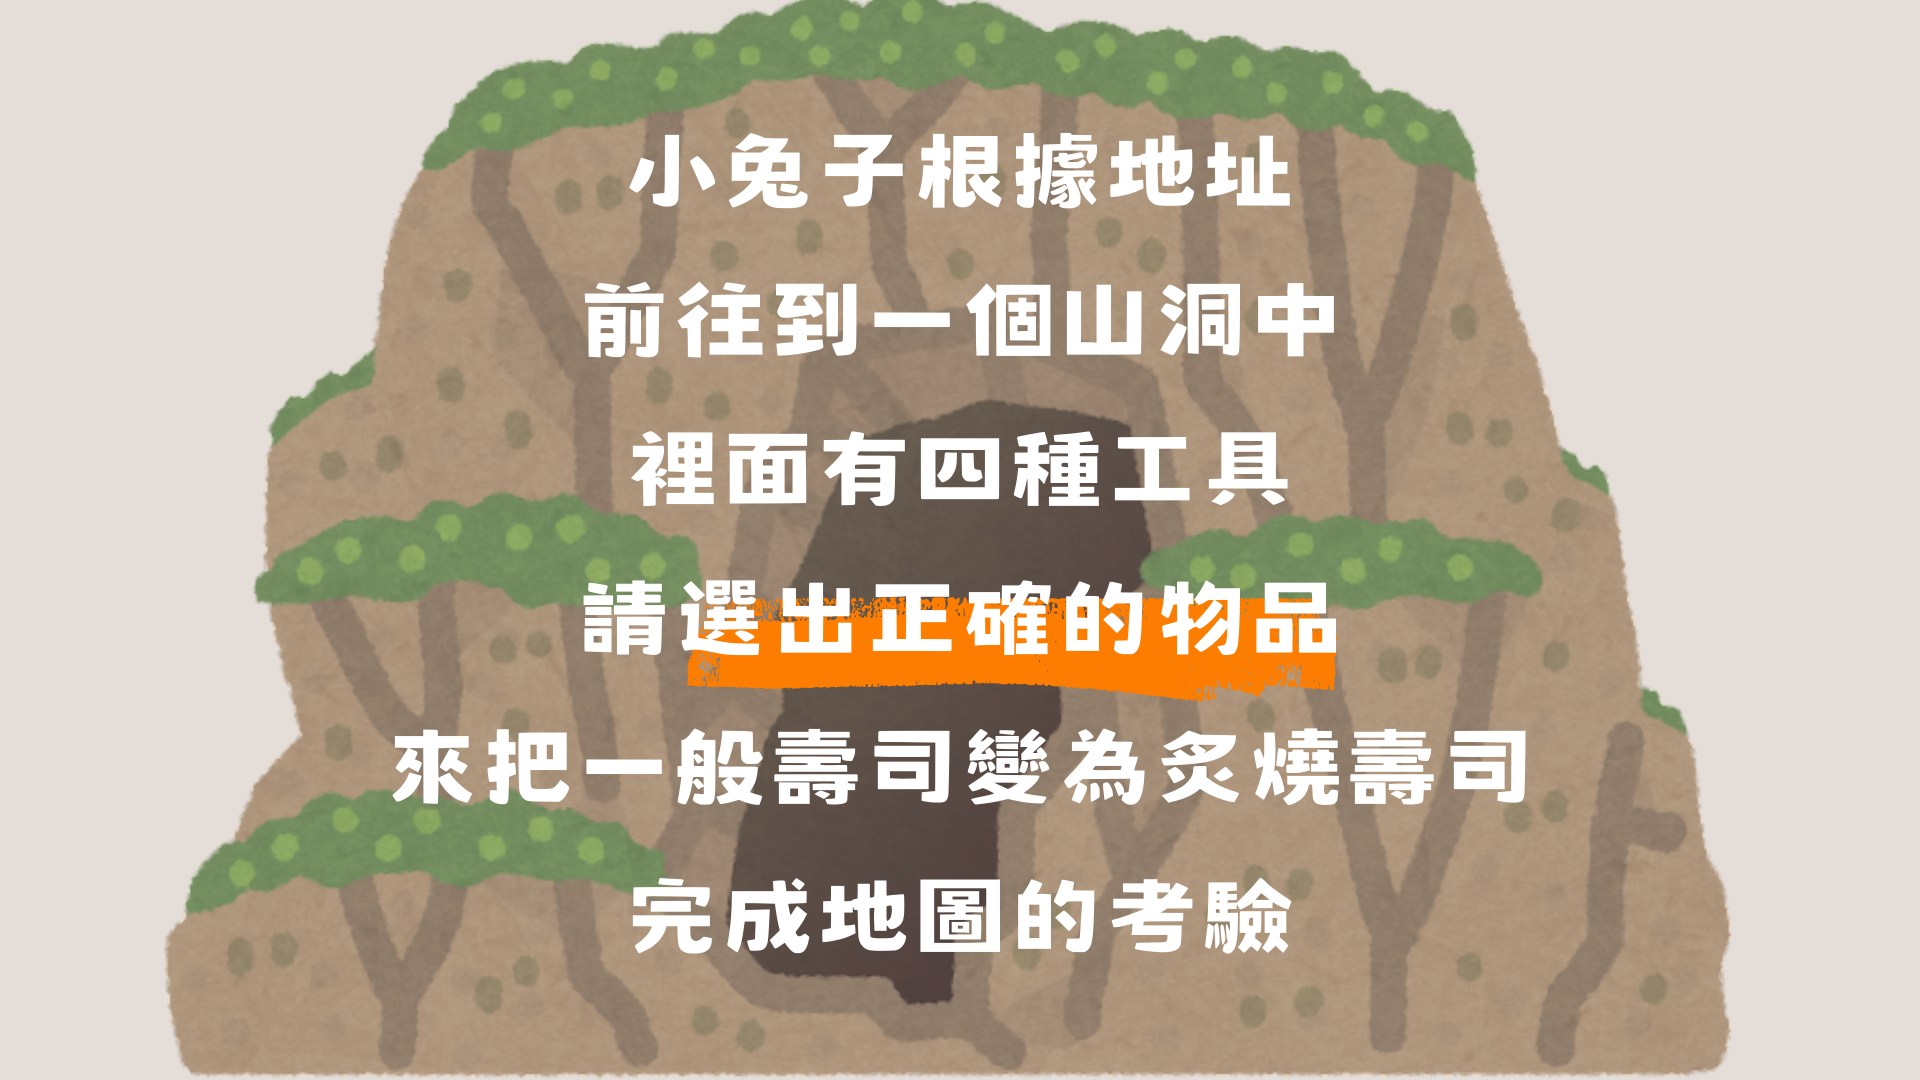 小兔子根據地址
前往到一個山洞中
裡面有四種工具
請選出正確的物品
來把一般壽司變為炙燒壽司
完成地圖的考驗